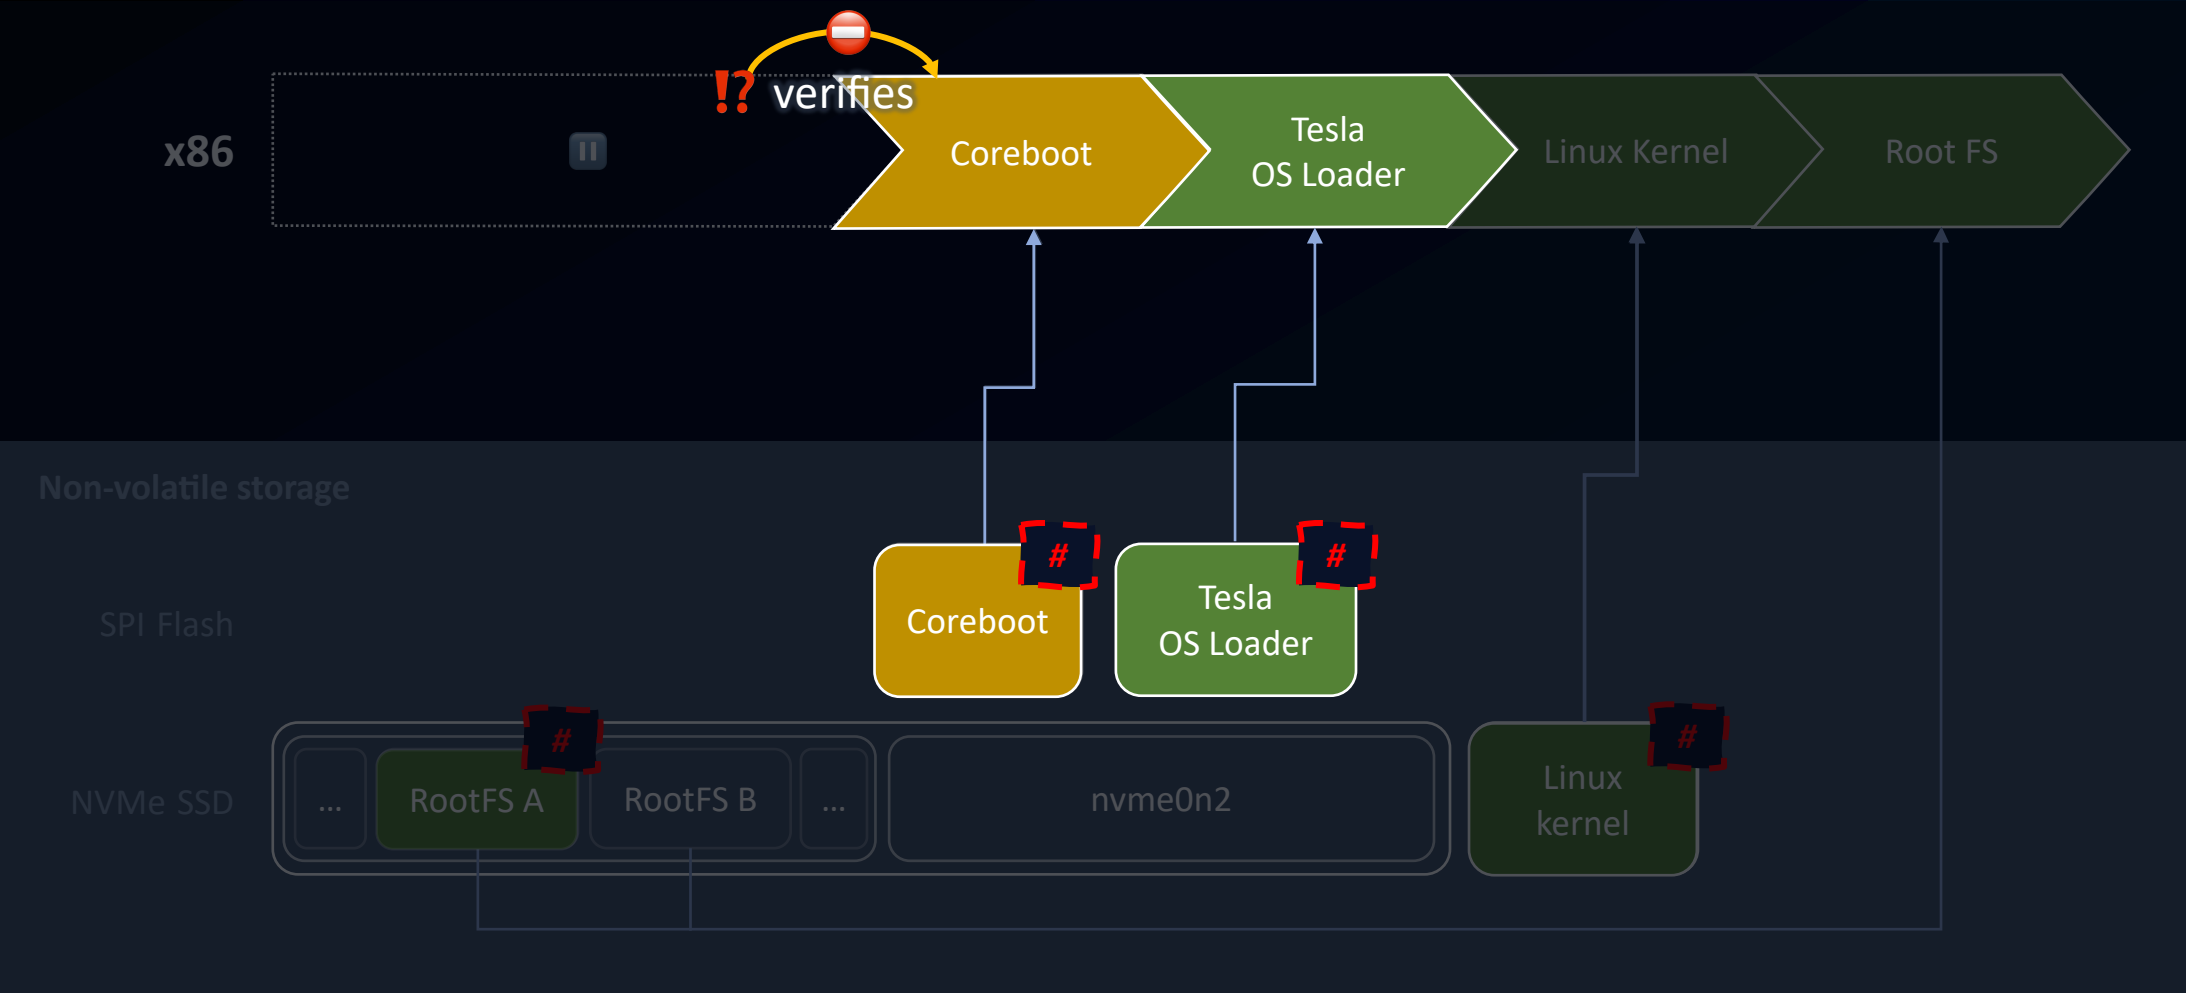 ⁉ verifies
x86
Coreboot
Tesla
OS Loader
Linux Kernel
Root FS
Non-volatile storage
#
#
SPI Flash
Coreboot
Tesla
OS Loader
#
#
NVMe SSD
...
RootFS A
RootFS B
...
nvme0n2
Linux
kernel